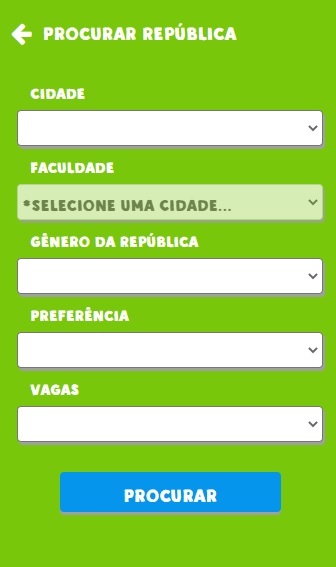 PROCURAR REPÚBLICA
CIDADE
FACULDADE
*SELECIONE UMA CIDADE...
GÊNERO DA REPÚBLICA
PREFERÊNCIA
VAGAS
PROCURAR